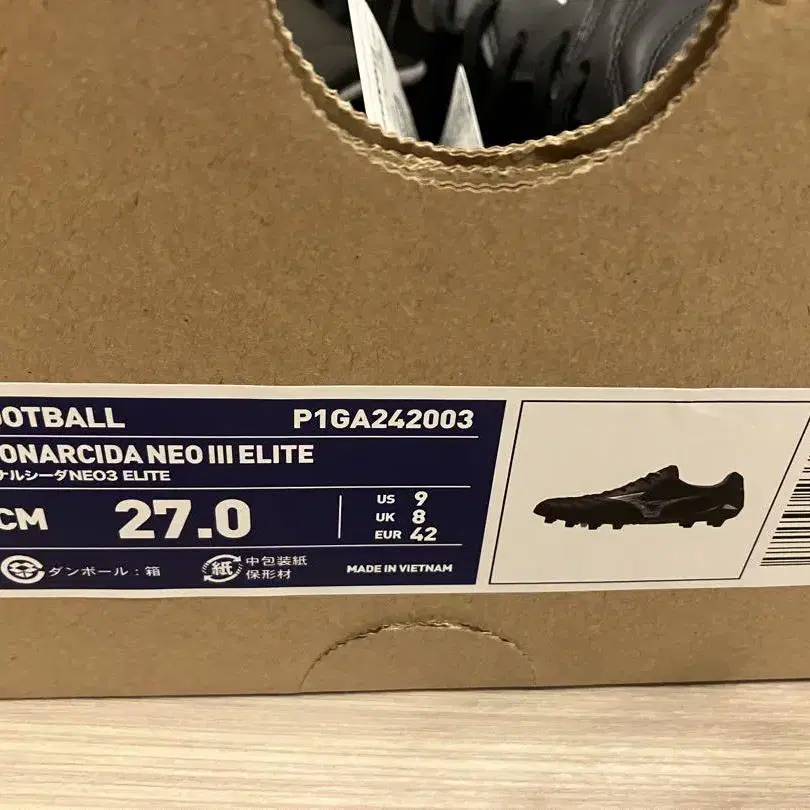 OOTBALL P1GA242003
ONARCIDA NEO III ELITE
ナルシーダNEO3 ELITE
CM 27.0 US 9
UK 8
EUR 42
ダンボール：箱 紙 中包装紙
保形材 MADE IN VIETNAM